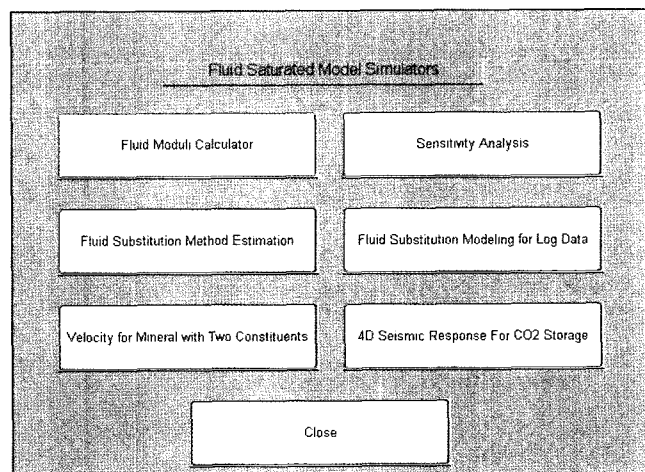 Fluid Saturated Model Simulators
Fluid Moduli Calculator
Sensitivity Analysis
Fluid Substitution Method Estimation
Fluid Substitution Modeling for Log Data
Velocity for Mineral with Two Constituents
4D Seismic Response For CO2 Storage
Close